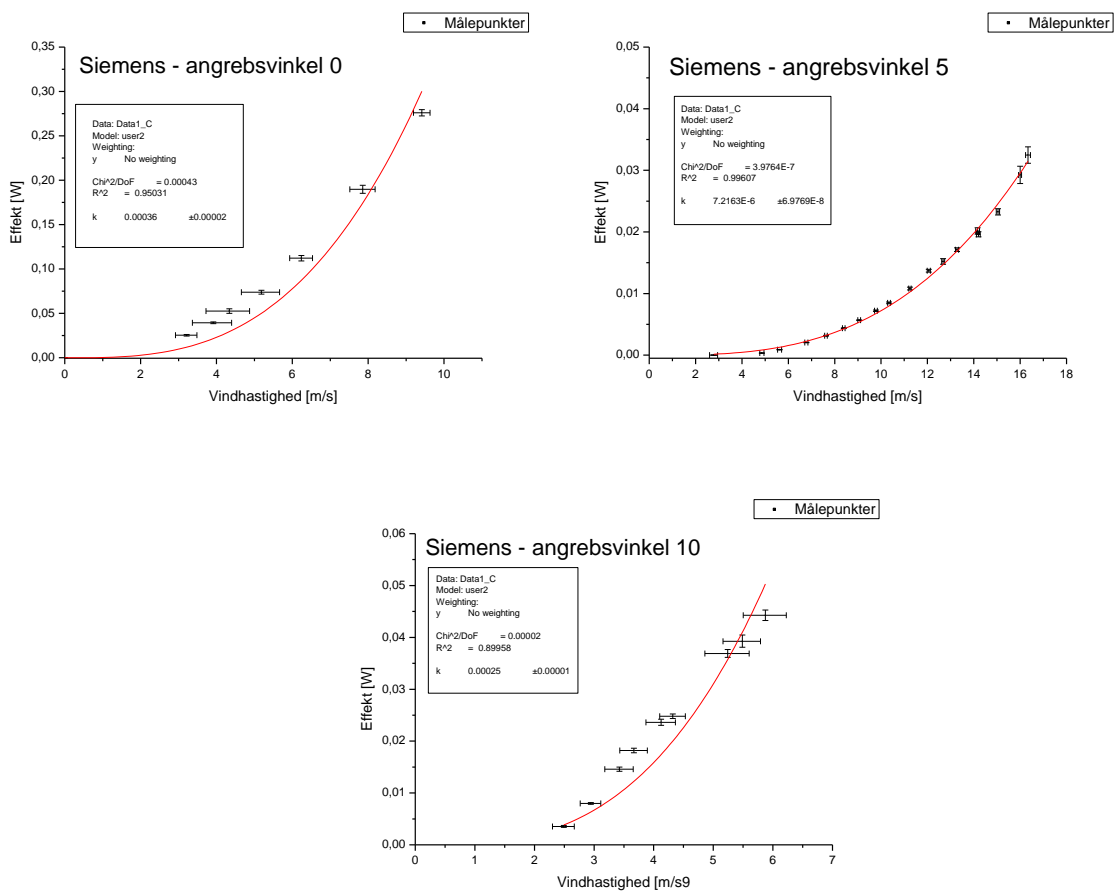 Målepunkter
Siemens - angrebsvinkel 0
Data: Data1_C
Model: user2
Weighting:
y No weighting
Chi^2/DoF = 0.00043
R^2 = 0.95031
k 0.00036 ±0.00002
Effekt [W]
0,35
0,30
0,25
0,20
0,15
0,10
0,05
0,00
0 2 4 6 8 10
Vindhastighed [m/s]
Målepunkter
Siemens - angrebsvinkel 5
Data: Data1_C
Model: user2
Weighting:
y No weighting
Chi^2/DoF = 3.9764E-7
R^2 = 0.99607
k 7.2163E-6 ±6.9769E-8
Effekt [W]
0,05
0,04
0,03
0,02
0,01
0,00
0 2 4 6 8 10 12 14 16 18
Vindhastighed [m/s]
Målepunkter
Siemens - angrebsvinkel 10
Data: Data1_C
Model: user2
Weighting:
y No weighting
Chi^2/DoF = 0.00002
R^2 = 0.89958
k 0.00025 ±0.00001
Effekt [W]
0,06
0,05
0,04
0,03
0,02
0,01
0,00
0 1 2 3 4 5 6 7
Vindhastighed [m/s9